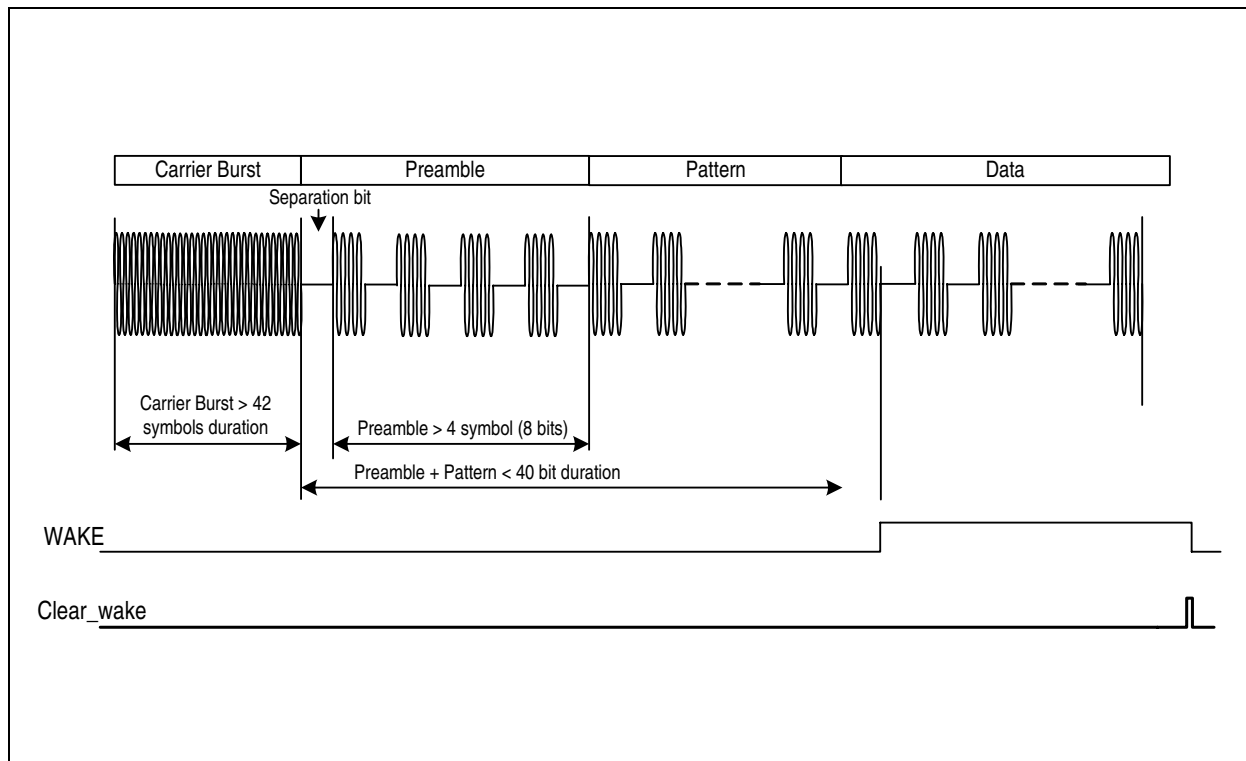 Carrier Burst
Preamble
Pattern
Data
Separation bit
Carrier Burst > 42
symbols duration
Preamble > 4 symbol (8 bits)
Preamble + Pattern < 40 bit duration
WAKE
Clear_wake